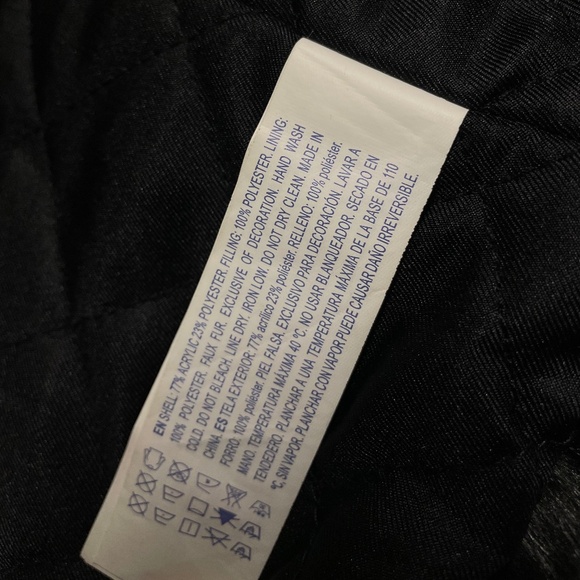 EN SHELL: 77% ACRYLIC 23% POLYESTER. FILLING: 100% POLYESTER. LINING:
100% POLYESTER. FAUX FUR. EXCLUSIVE OF DECORATION. HAND WASH
COLD. DO NOT BLEACH. LINE DRY. IRON LOW. DO NOT DRY CLEAN. MADE IN
CHINA. ES TELA EXTERIOR: 77% acrílico 23% poliéster. RELLENO: 100% poliéster.
FORRO: 100% poliéster. PIEL FALSA. EXCLUSIVO PARA DECORACIÓN. LAVAR A
MANO. TEMPERATURA MÁXIMA 40 °C. NO USAR BLANQUEADOR. SECADO EN
TENDEDERO. PLANCHAR A UNA TEMPERATURA MÁXIMA DE LA BASE DE 110
°C, SIN VAPOR. PLANCHAR CON VAPOR PUEDE CAUSAR DAÑO IRREVERSIBLE.